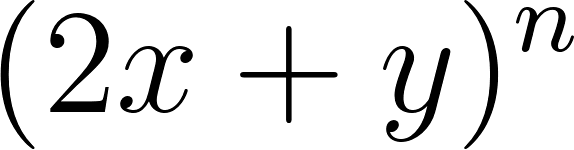 (2x + y)ⁿ